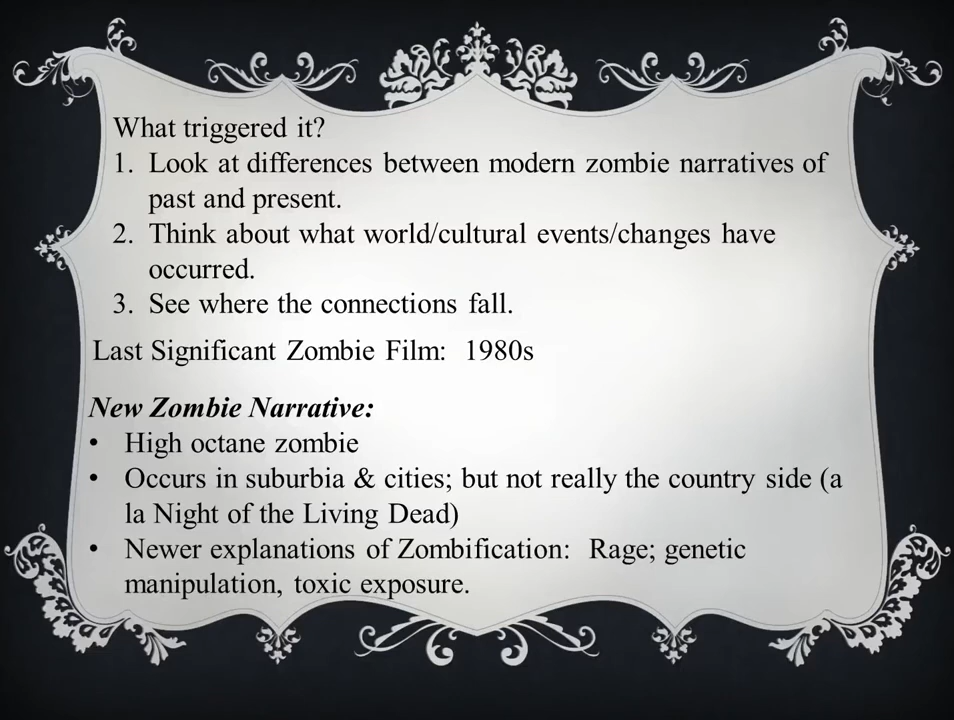 What triggered it?
1. Look at differences between modern zombie narratives of
past and present.
2. Think about what world/cultural events/changes have
occurred.
3. See where the connections fall.
Last Significant Zombie Film: 1980s
New Zombie Narrative:
• High octane zombie
• Occurs in suburbia & cities; but not really the country side (a
la Night of the Living Dead)
• Newer explanations of Zombification: Rage; genetic
manipulation, toxic exposure.